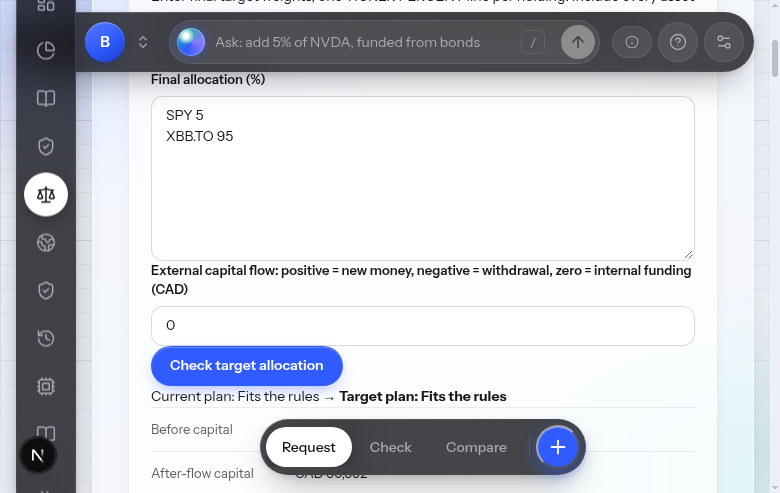 B
Ask: add 5% of NVDA, funded from bonds
/
Final allocation (%)
SPY 5
XBB.TO 95
External capital flow: positive = new money, negative = withdrawal, zero = internal funding
(CAD)
0
Check target allocation
Current plan: Fits the rules → Target plan: Fits the rules
Before capital
Request
Check
Compare
After-flow capital
N